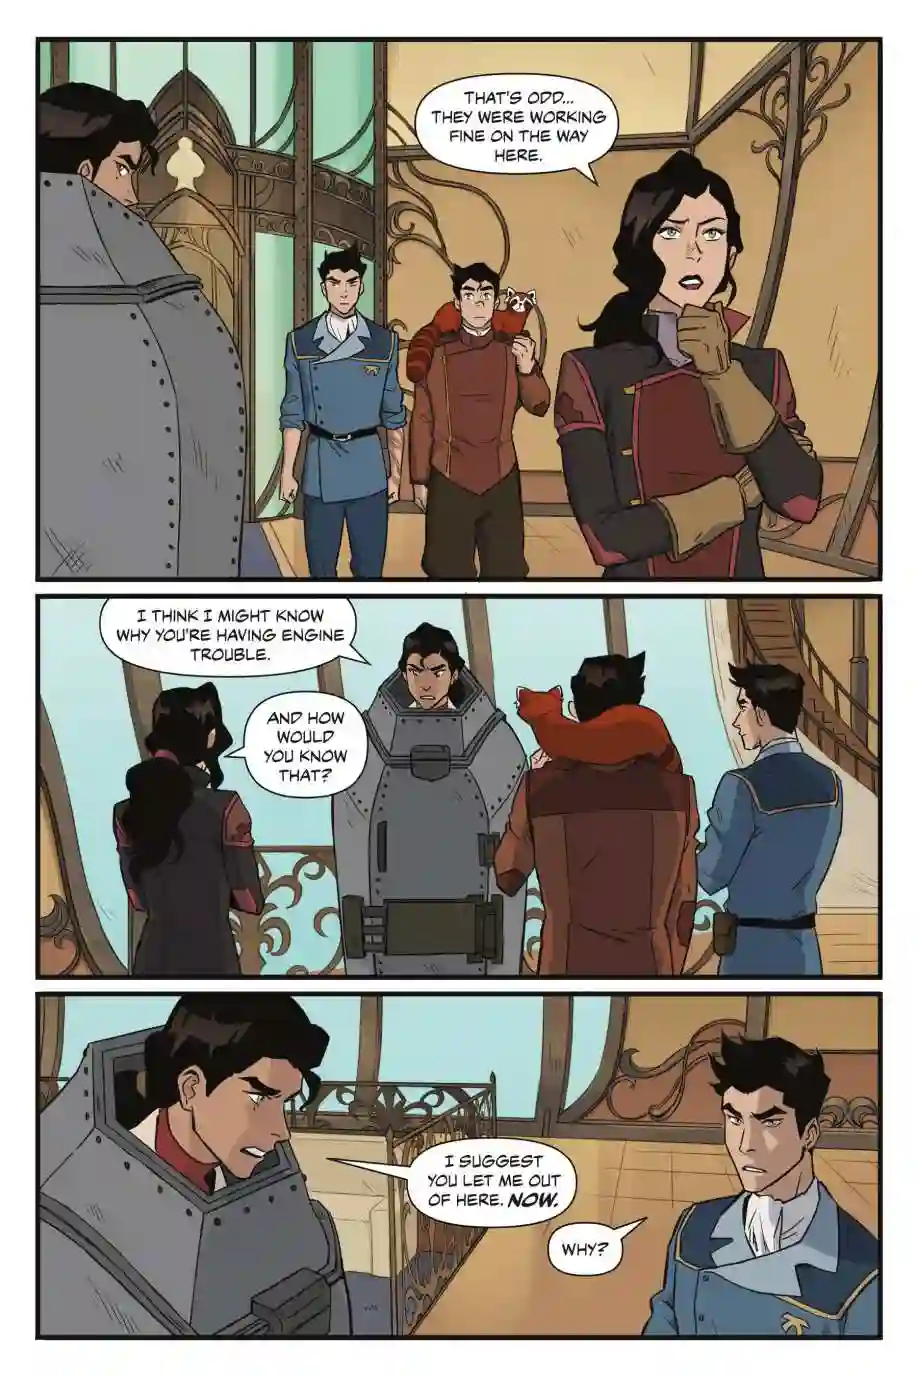 THAT'S ODD...
THEY WERE WORKING
FINE ON THE WAY
HERE.
I THINK I MIGHT KNOW
WHY YOU'RE HAVING ENGINE
TROUBLE.
AND HOW
WOULD
YOU KNOW
THAT?
I SUGGEST
YOU LET ME OUT
OF HERE. NOW.
WHY?